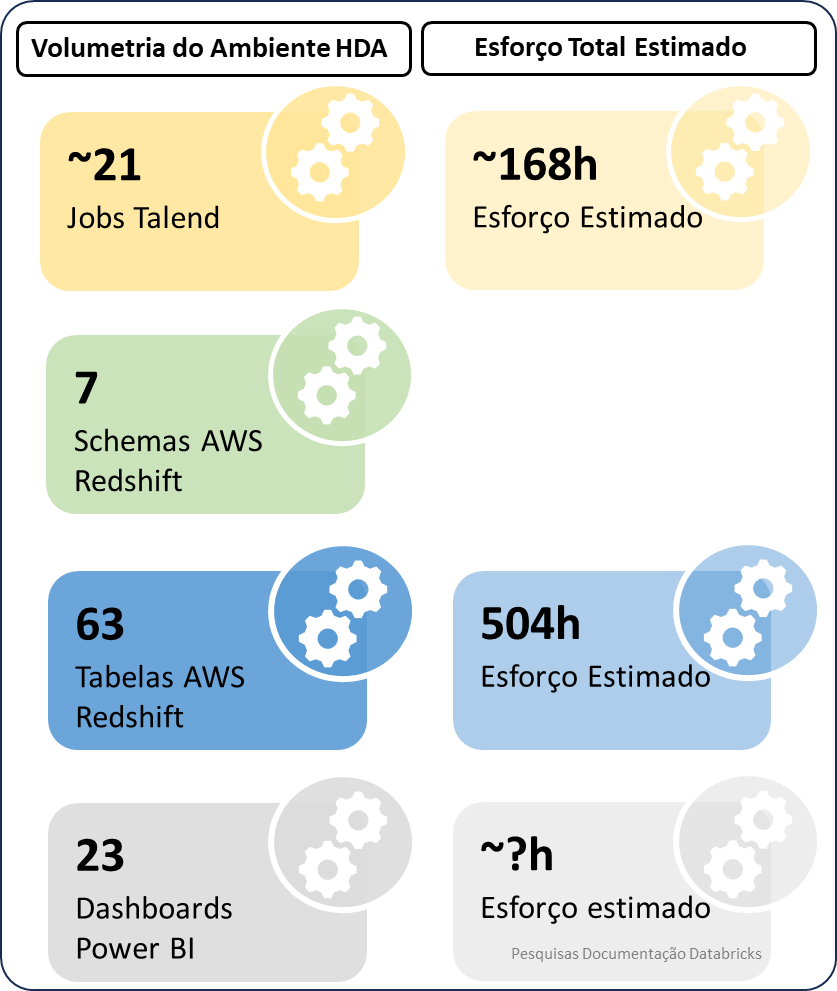 Volumetria do Ambiente HDA
Esforço Total Estimado
~21
Jobs Talend
~168h
Esforço Estimado
7
Schemas AWS
Redshift
63
Tabelas AWS
Redshift
504h
Esforço Estimado
23
Dashboards
Power BI
~?h
Esforço estimado
Pesquisas Documentação Databricks